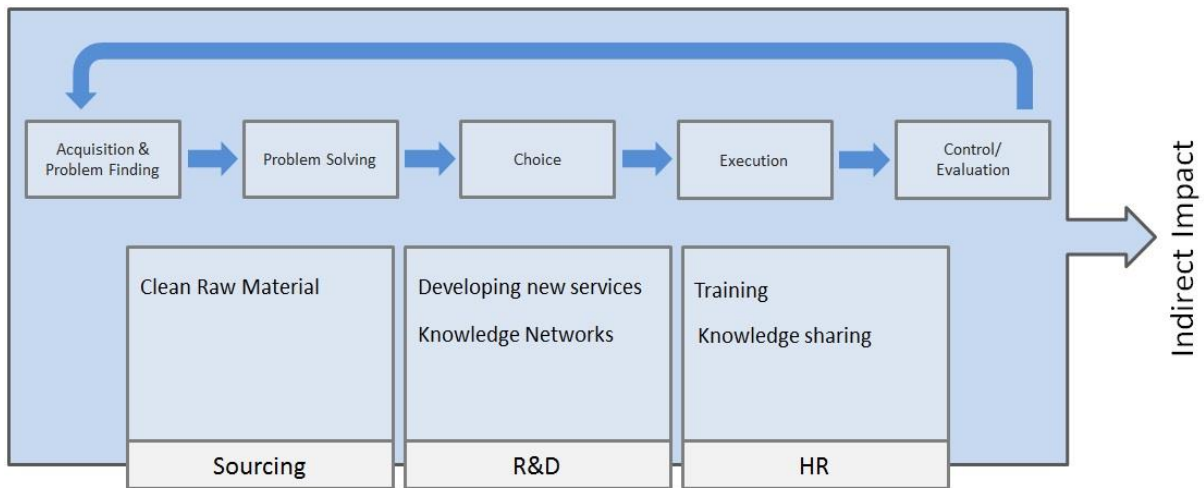 Acquisition &
Problem Finding
Problem Solving
Choice
Execution
Control/
Evaluation
Clean Raw Material
Developing new services
Knowledge Networks
Training
Knowledge sharing
Sourcing
R&D
HR
Indirect Impact